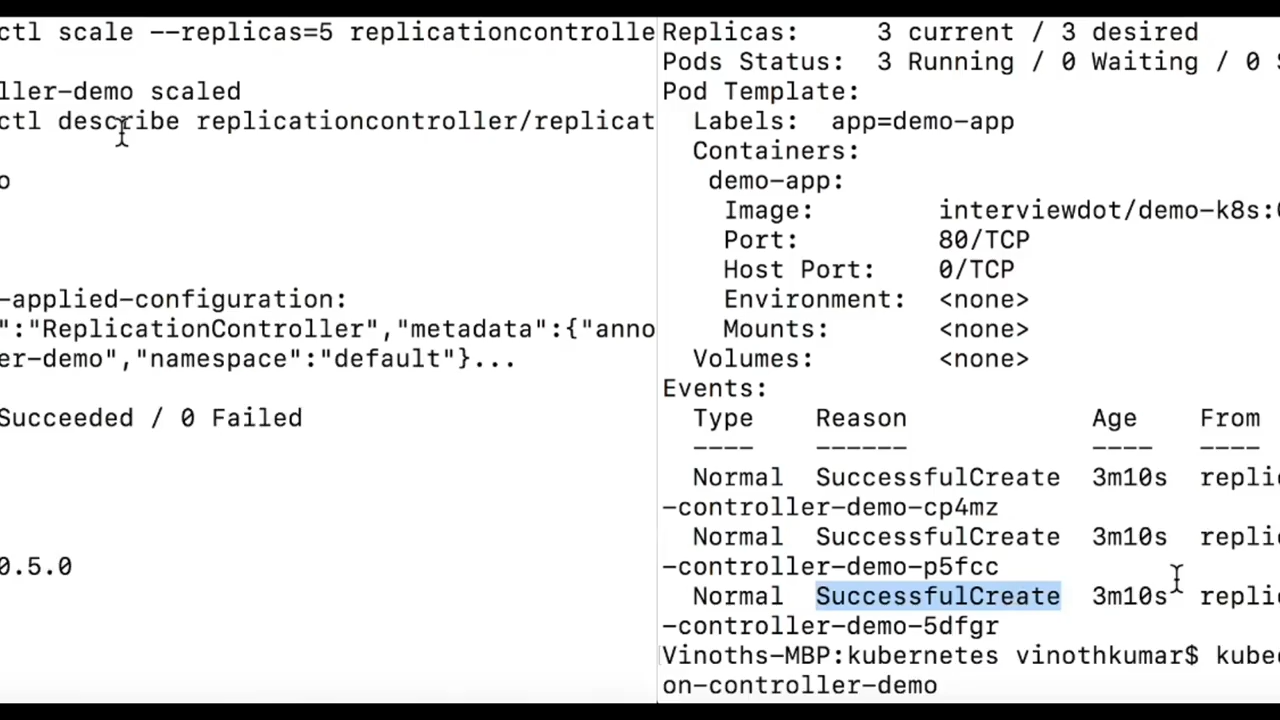 ctl scale --replicas=5 replicationcontrolle
ller-demo scaled
ctl describe replicationcontroller/replicat
o
-applied-configuration:
":"ReplicationController","metadata":{"anno
er-demo","namespace":"default"}...
Succeeded / 0 Failed
0.5.0
Replicas: 3 current / 3 desired
Pods Status: 3 Running / 0 Waiting / 0 S
Pod Template:
Labels: app=demo-app
Containers:
demo-app:
Image: interviewdot/demo-k8s:0
Port: 80/TCP
Host Port: 0/TCP
Environment: <none>
Mounts: <none>
Volumes: <none>
Events:
Type Reason Age From
---- ------ ---- ----
Normal SuccessfulCreate 3m10s replic
-controller-demo-cp4mz
Normal SuccessfulCreate 3m10s replic
-controller-demo-p5fcc
Normal SuccessfulCreate 3m10s replic
-controller-demo-5dfgr
Vinoths-MBP:kubernetes vinothkumar$ kube
on-controller-demo